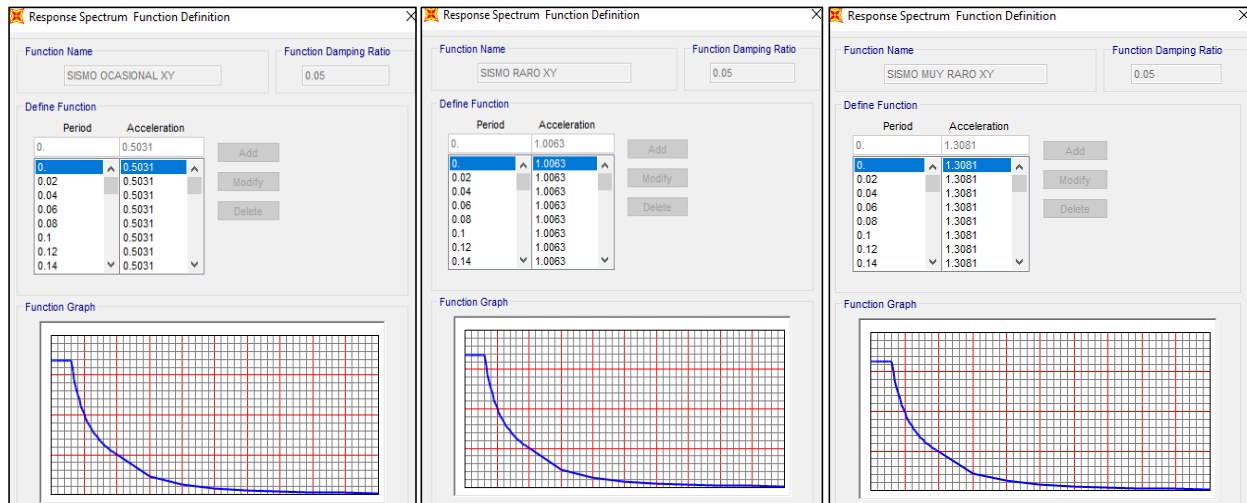 Response Spectrum Function Definition
Function Name
Function Damping Ratio
SISMO OCASIONAL XY
0.05
Define Function
Period Acceleration
0. 0.5031
Add
0. 0.5031
0.02 0.5031
Modify
0.04 0.5031
0.06 0.5031
0.08 0.5031
Delete
0.1 0.5031
0.12 0.5031
0.14 0.5031
Function Graph
Response Spectrum Function Definition
Function Name
Function Damping Ratio
SISMO RARO XY
0.05
Define Function
Period Acceleration
0. 1.0063
Add
0. 1.0063
0.02 1.0063
Modify
0.04 1.0063
0.06 1.0063
0.08 1.0063
Delete
0.1 1.0063
0.12 1.0063
0.14 1.0063
Function Graph
Response Spectrum Function Definition
Function Name
Function Damping Ratio
SISMO MUY RARO XY
0.05
Define Function
Period Acceleration
0. 1.3081
Add
0. 1.3081
0.02 1.3081
Modify
0.04 1.3081
0.06 1.3081
0.08 1.3081
Delete
0.1 1.3081
0.12 1.3081
0.14 1.3081
Function Graph